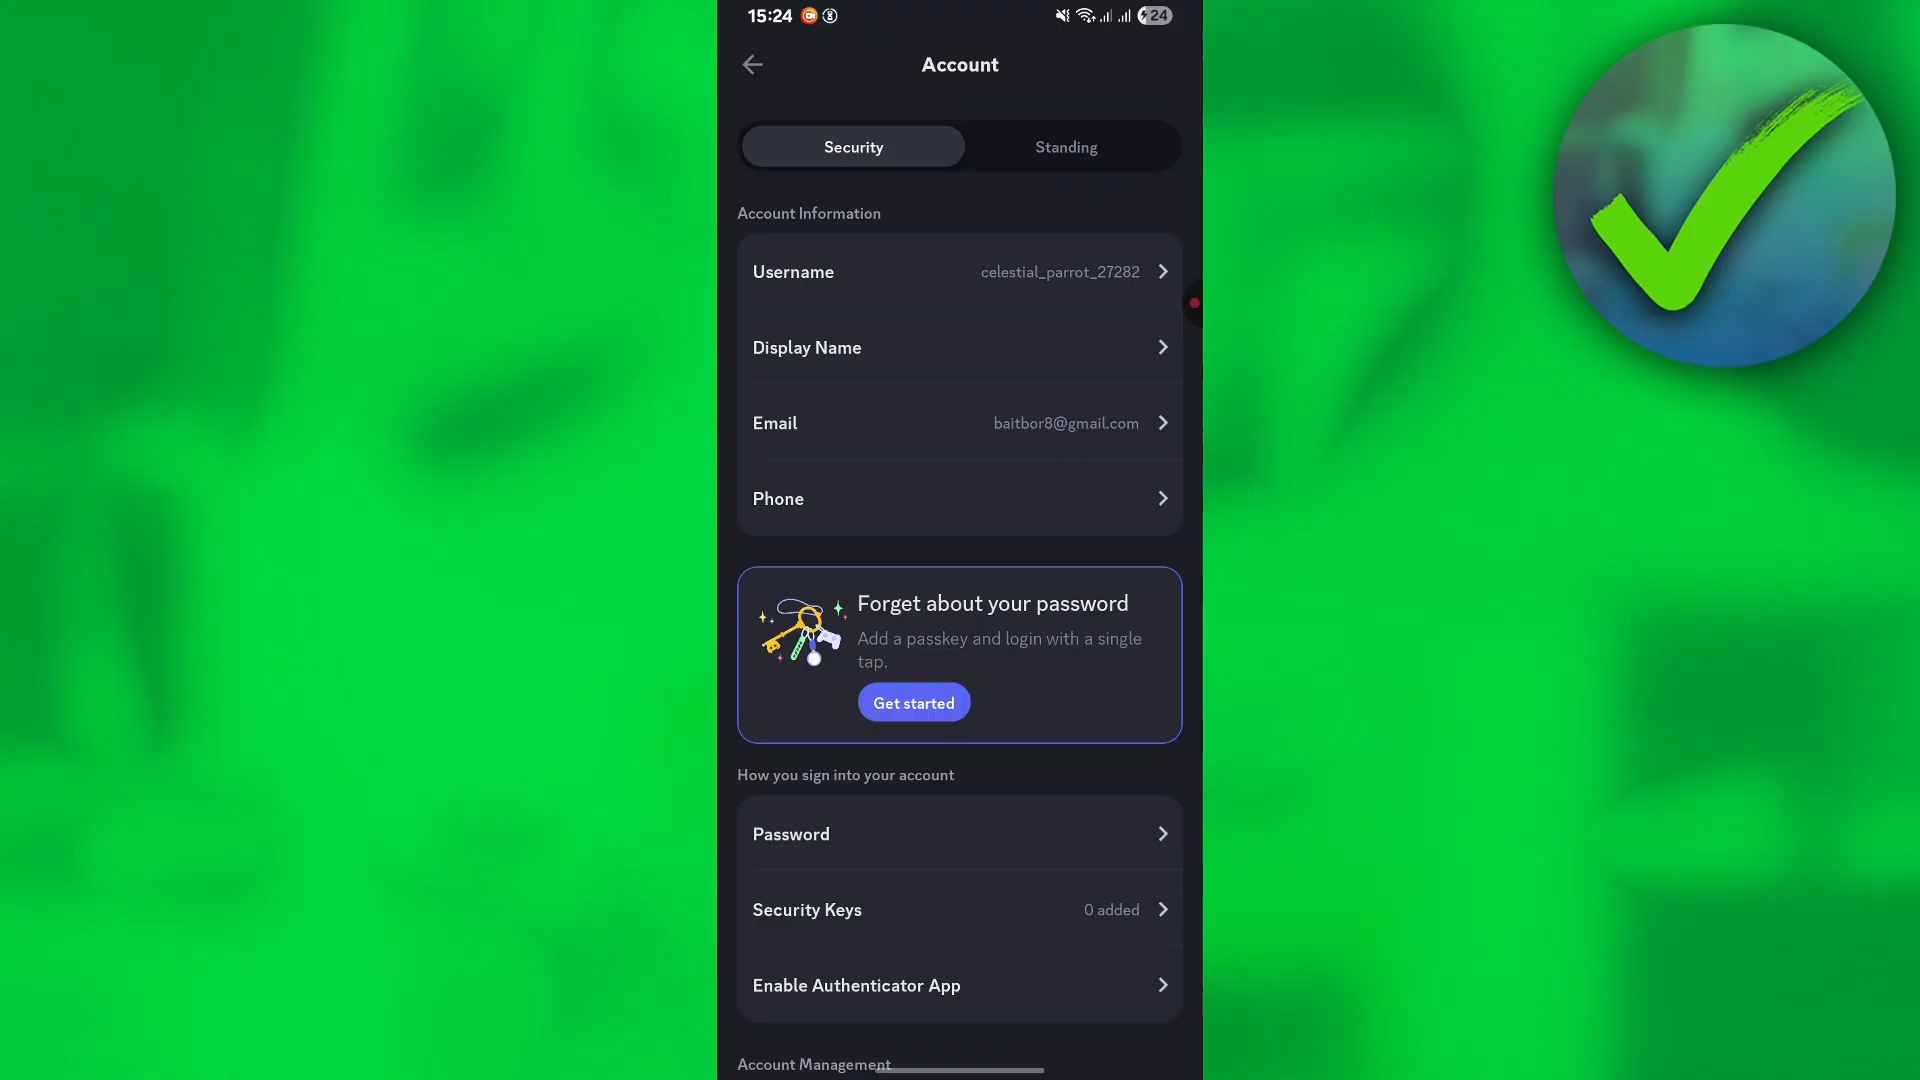 15:24
24
Account
Security
Standing
Account Information
Username
celestial_parrot_27282
Display Name
Email
baitbor8@gmail.com
Phone
Forget about your password
Add a passkey and login with a single
tap.
Get started
How you sign into your account
Password
Security Keys
0 added
Enable Authenticator App
Account Management